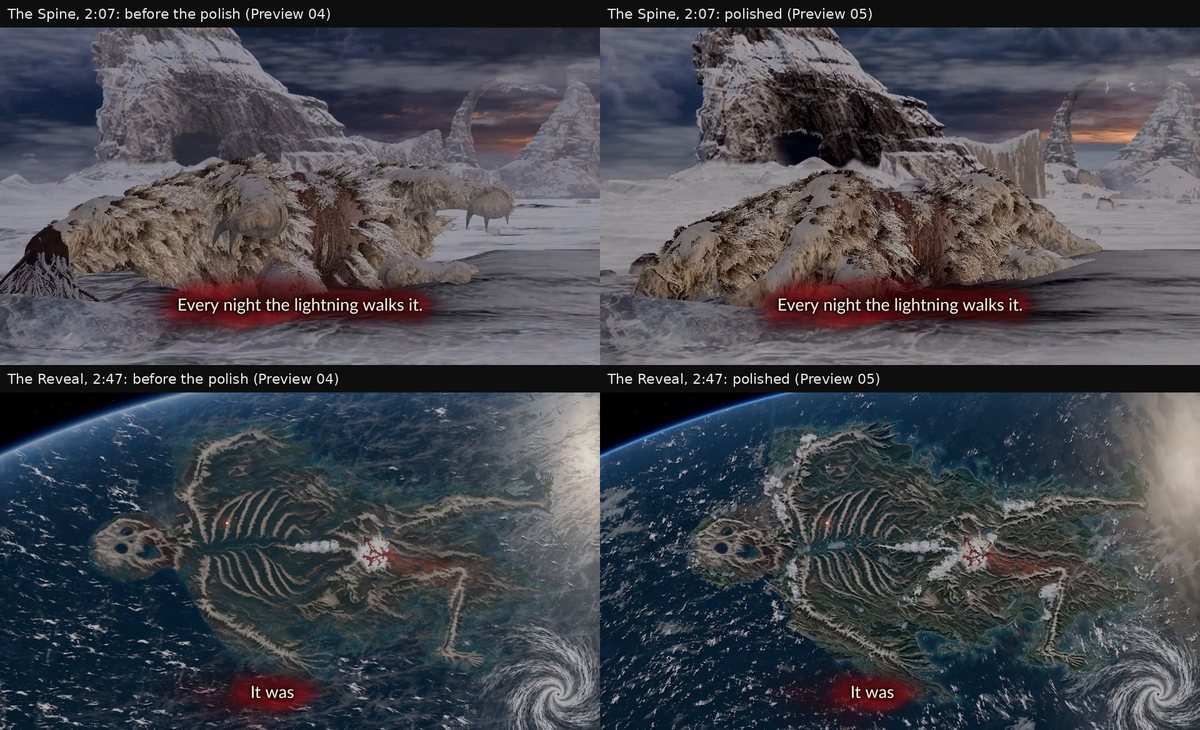 The Spine, 2:07: before the polish (Preview 04)
The Spine, 2:07: polished (Preview 05)
Every night the lightning walks it.
Every night the lightning walks it.
The Reveal, 2:47: before the polish (Preview 04)
The Reveal, 2:47: polished (Preview 05)
It was
It was